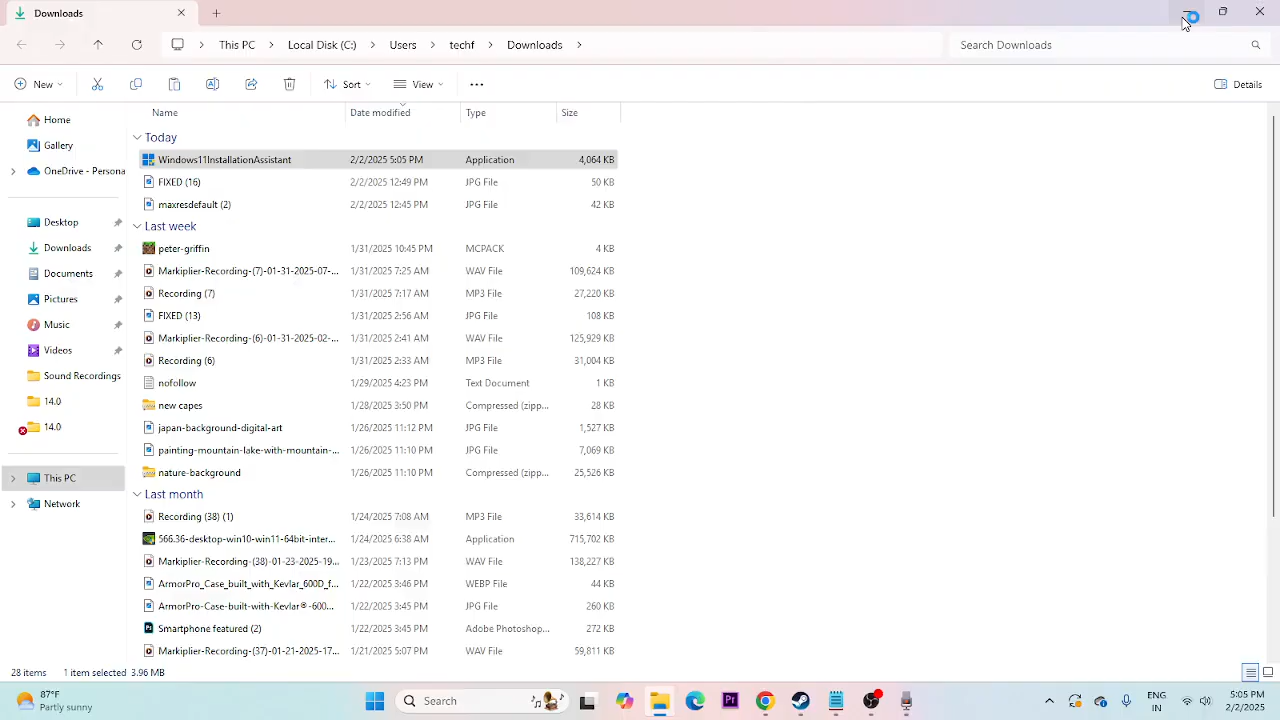 Downloads
This PC
Local Disk (C:)
Users
techf
Downloads
Search Downloads
New
Sort
View
Details
Name Date modified Type Size
Home
Gallery
OneDrive - Persona
Desktop
Downloads
Documents
Pictures
Music
Videos
Sound Recordings
14.0
14.0
This PC
Network
Today
Windows11InstallationAssistant 2/2/2025 5:05 PM Application 4,064 KB
FIXED (16) 2/2/2025 12:49 PM JPG File 50 KB
maxresdefault (2) 2/2/2025 12:45 PM JPG File 42 KB
Last week
peter-griffin 1/31/2025 10:45 PM MCPACK 4 KB
Markiplier-Recording-(7)-01-31-2025-07-... 1/31/2025 7:25 AM WAV File 109,624 KB
Recording (7) 1/31/2025 7:17 AM MP3 File 27,220 KB
FIXED (13) 1/31/2025 2:56 AM JPG File 108 KB
Markiplier-Recording-(6)-01-31-2025-02-... 1/31/2025 2:41 AM WAV File 125,929 KB
Recording (6) 1/31/2025 2:33 AM MP3 File 31,004 KB
nofollow 1/29/2025 4:23 PM Text Document 1 KB
new capes 1/28/2025 3:50 PM Compressed (zipp... 28 KB
japan-background-digital-art 1/26/2025 11:12 PM JPG File 1,527 KB
painting-mountain-lake-with-mountain-... 1/26/2025 11:10 PM JPG File 7,069 KB
nature-background 1/26/2025 11:10 PM Compressed (zipp... 25,526 KB
Last month
Recording (38) (1) 1/24/2025 7:08 AM MP3 File 33,614 KB
566.36-desktop-win10-win11-64bit-inter... 1/24/2025 6:38 AM Application 715,702 KB
Markiplier-Recording-(38)-01-23-2025-19... 1/23/2025 7:13 PM WAV File 138,227 KB
ArmorPro_Case_built_with_Kevlar_600D_f... 1/22/2025 3:46 PM WEBP File 44 KB
ArmorPro-Case-built-with-Kevlar®-600... 1/22/2025 3:45 PM JPG File 260 KB
Smartphone featured (2) 1/22/2025 3:45 PM Adobe Photoshop... 272 KB
Markiplier-Recording-(37)-01-21-2025-17... 1/21/2025 5:07 PM WAV File 59,811 KB
28 items 1 item selected 3.96 MB
87°F
Partly sunny
Search
Pr
ENG
IN
5:05 PM
2/2/2025